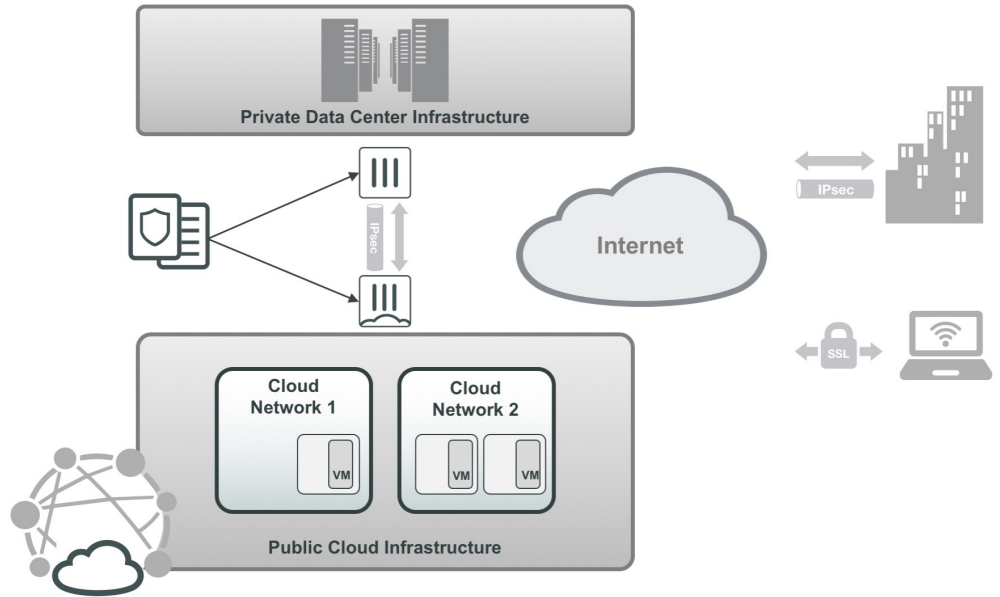 Private Data Center Infrastructure
IPsec
IPsec
Internet
SSL
Cloud
Network 1
VM
Cloud
Network 2
VM
VM
Public Cloud Infrastructure